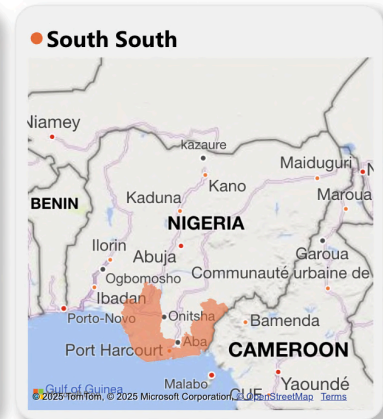 South South
Niamey
kazaure
Maiduguri
Kano
Maroua
Kaduna
BENIN
NIGERIA
Ilorin
Abuja
Garoua
Ogbomosho
Communauté urbaine de
Ibadan
Porto-Novo
Onitsha
Bamenda
Aba
Port Harcourt
CAMEROON
Malabo
Yaoundé
Gulf of Guinea
© 2025 TomTom, © 2025 Microsoft Corporation, © OpenStreetMap Terms